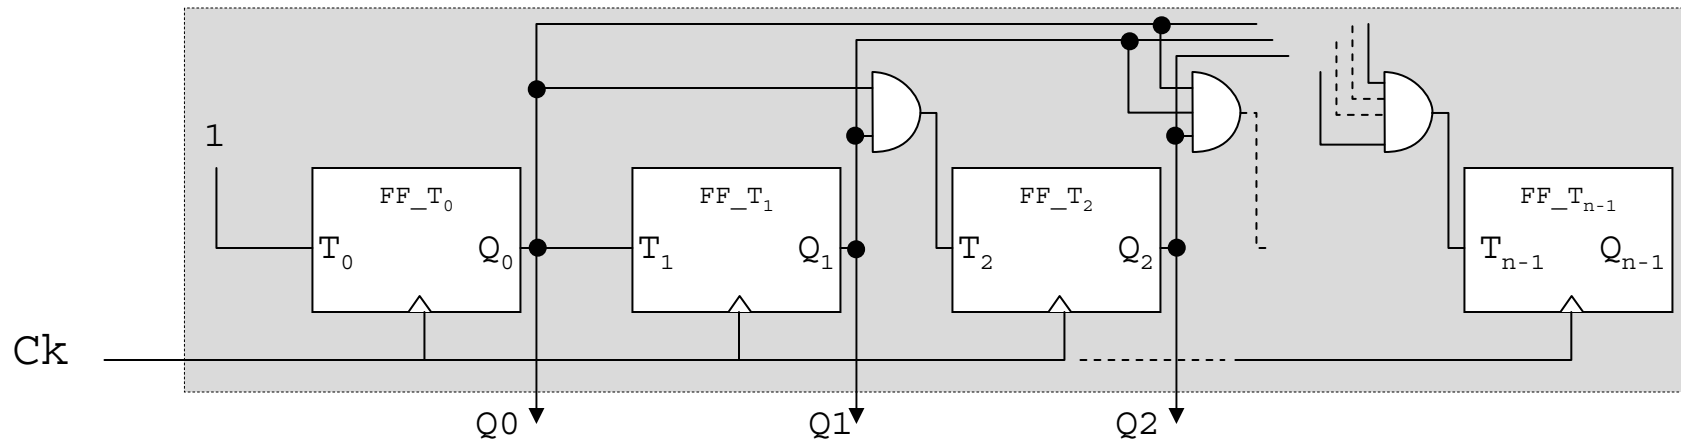 1
FF_T0 FF_T1 FF_T2 FF_Tn-1
T0 Q0 T1 Q1 T2 Q2 Tn-1 Qn-1
Ck
Q0 Q1 Q2